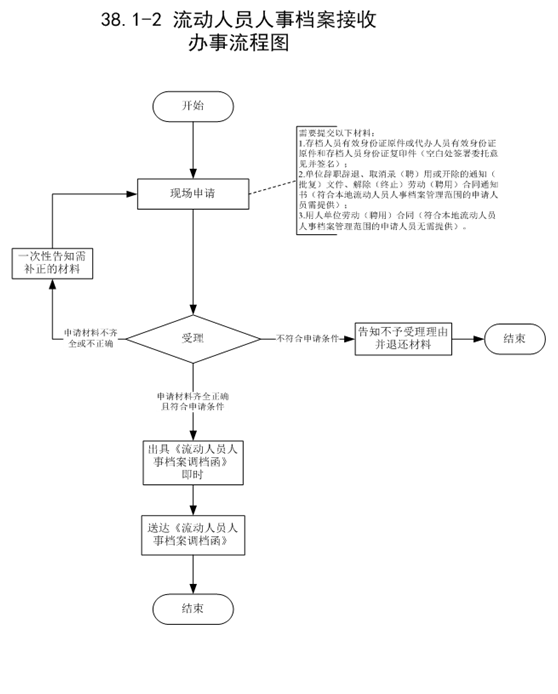 38.1-2 流动人员人事档案接收
办事流程图
开始
需要提交以下材料：
1.存档人员有效身份证原件或代办人员有效身份证
原件和存档人员身份证复印件（空白处签署委托意
见并签名）；
2.单位辞职辞退、取消录（聘）用或开除的通知（
批复）文件、解除（终止）劳动（聘用）合同通知
书（符合本地流动人员人事档案管理范围的申请人
员需提供）；
3.用人单位劳动（聘用）合同（符合本地流动人员
人事档案管理范围的申请人员无需提供）。
现场申请
一次性告知需
补正的材料
申请材料不齐
全或不正确
受理
不符合申请条件
告知不予受理理由
并退还材料
结束
申请材料齐全正确
且符合申请条件
出具《流动人员人
事档案调档函》
即时
送达《流动人员人
事档案调档函》
结束